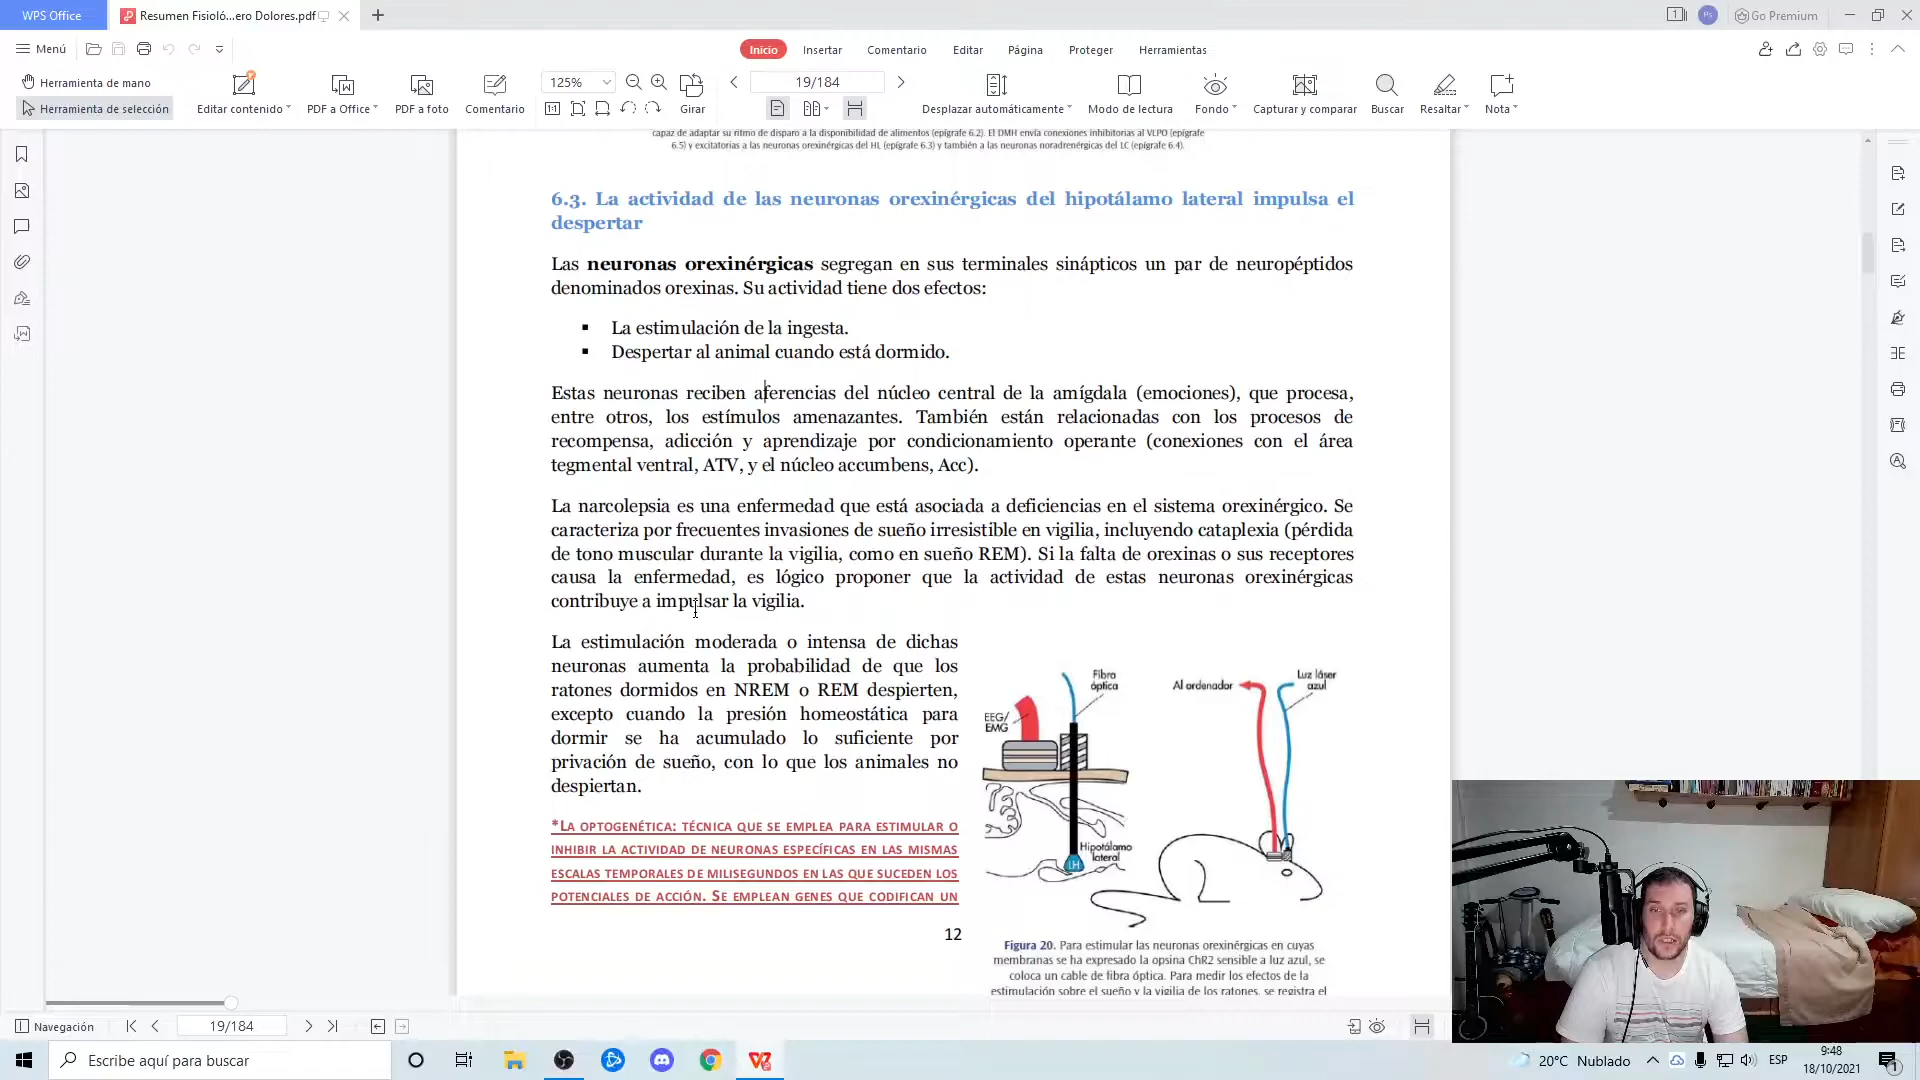 WPS Office
Resumen Fisioló...ero Dolores.pdf
Go Premium
Menú
Inicio
Insertar
Comentario
Editar
Página
Proteger
Herramientas
Herramienta de mano
Herramienta de selección
Editar contenido
PDF a Office
PDF a foto
Comentario
125%
Girar
19/184
Desplazar automáticamente
Modo de lectura
Fondo
Capturar y comparar
Buscar
Resaltar
Nota
capaz de adaptar su ritmo de disparo a la disponibilidad de alimentos (epígrafe 6.2). El DMH envía conexiones inhibitorias al VLPO (epígrafe
6.5) y excitatorias a las neuronas orexinérgicas del HL (epígrafe 6.3) y también a las neuronas noradrenérgicas del LC (epígrafe 6.4).
6.3. La actividad de las neuronas orexinérgicas del hipotálamo lateral impulsa el
despertar
Las neuronas orexinérgicas segregan en sus terminales sinápticos un par de neuropéptidos
denominados orexinas. Su actividad tiene dos efectos:
▪ La estimulación de la ingesta.
▪ Despertar al animal cuando está dormido.
Estas neuronas reciben aferencias del núcleo central de la amígdala (emociones), que procesa,
entre otros, los estímulos amenazantes. También están relacionadas con los procesos de
recompensa, adicción y aprendizaje por condicionamiento operante (conexiones con el área
tegmental ventral, ATV, y el núcleo accumbens, Acc).
La narcolepsia es una enfermedad que está asociada a deficiencias en el sistema orexinérgico. Se
caracteriza por frecuentes invasiones de sueño irresistible en vigilia, incluyendo cataplexia (pérdida
de tono muscular durante la vigilia, como en sueño REM). Si la falta de orexinas o sus receptores
causa la enfermedad, es lógico proponer que la actividad de estas neuronas orexinérgicas
contribuye a impulsar la vigilia.
La estimulación moderada o intensa de dichas
neuronas aumenta la probabilidad de que los
ratones dormidos en NREM o REM despierten,
excepto cuando la presión homeostática para
dormir se ha acumulado lo suficiente por
privación de sueño, con lo que los animales no
despiertan.
*LA OPTOGENÉTICA: TÉCNICA QUE SE EMPLEA PARA ESTIMULAR O
INHIBIR LA ACTIVIDAD DE NEURONAS ESPECÍFICAS EN LAS MISMAS
ESCALAS TEMPORALES DE MILISEGUNDOS EN LAS QUE SUCEDEN LOS
POTENCIALES DE ACCIÓN. SE EMPLEAN GENES QUE CODIFICAN UN
12
Fibra
óptica
EEG/
EMG
Hipotálamo
lateral
LH
Al ordenador
Luz láser
azul
Figura 20. Para estimular las neuronas orexinérgicas en cuyas
membranas se ha expresado la opsina ChR2 sensible a luz azul, se
coloca un cable de fibra óptica. Para medir los efectos de la
estimulación sobre el sueño y la vigilia de los ratones, se registra el
Navegación
19/184
Escribe aquí para buscar
20°C Nublado
ESP
9:48
18/10/2021